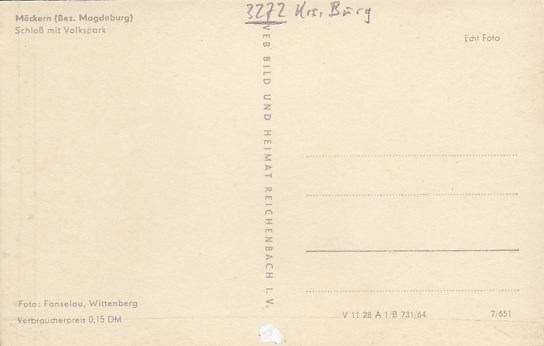 Möckern (Bez. Magdeburg)
Schloß mit Volkspark
3272 Krs. Burg
Echt Foto
VEB BILD UND HEIMAT REICHENBACH I. V.
Foto: Fanselau, Wittenberg
Verbraucherpreis 0,15 DM
V 11 28 A 1/B 731/64
7/651